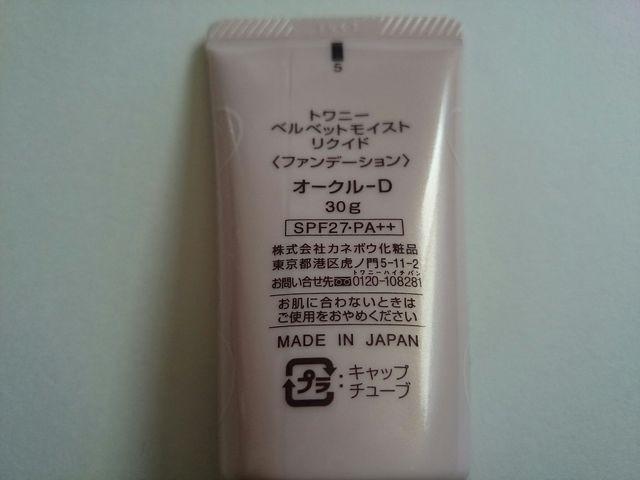 5
トワニー
ベルベットモイスト
リクイド
〈ファンデーション〉
オークル-D
30g
SPF27・PA++
株式会社カネボウ化粧品
東京都港区虎ノ門5-11-2
トワニーハイチバン
お問い合せ先 0120-108281
お肌に合わないときは
ご使用をおやめください
MADE IN JAPAN
プラ：キャップ
チューブ